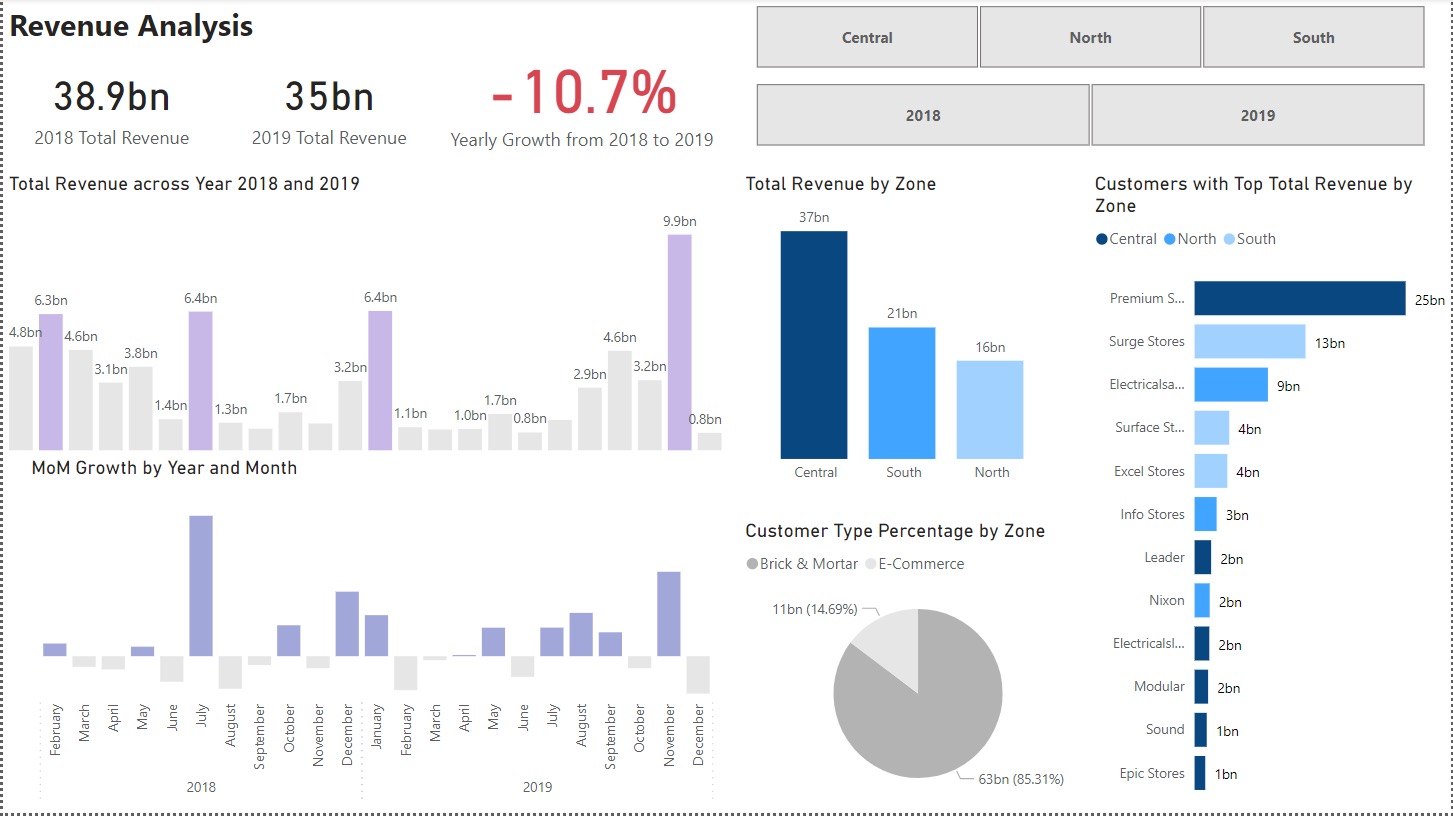 Revenue Analysis
38.9bn
2018 Total Revenue
35bn
2019 Total Revenue
-10.7%
Yearly Growth from 2018 to 2019
Central
North
South
2018
2019
Total Revenue across Year 2018 and 2019
4.8bn
6.3bn
4.6bn
3.1bn
3.8bn
1.4bn
6.4bn
1.3bn
1.7bn
3.2bn
6.4bn
1.1bn
1.0bn
1.7bn
0.8bn
2.9bn
4.6bn
3.2bn
9.9bn
0.8bn
MoM Growth by Year and Month
February
March
April
May
June
July
August
September
October
November
December
January
February
March
April
May
June
July
August
September
October
November
December
2018
2019
Total Revenue by Zone
37bn
21bn
16bn
Central
South
North
Customer Type Percentage by Zone
Brick & Mortar
E-Commerce
11bn (14.69%)
63bn (85.31%)
Customers with Top Total Revenue by
Zone
Central
North
South
Premium S... 25bn
Surge Stores 13bn
Electricalsa... 9bn
Surface St... 4bn
Excel Stores 4bn
Info Stores 3bn
Leader 2bn
Nixon 2bn
Electricalsl... 2bn
Modular 2bn
Sound 1bn
Epic Stores 1bn